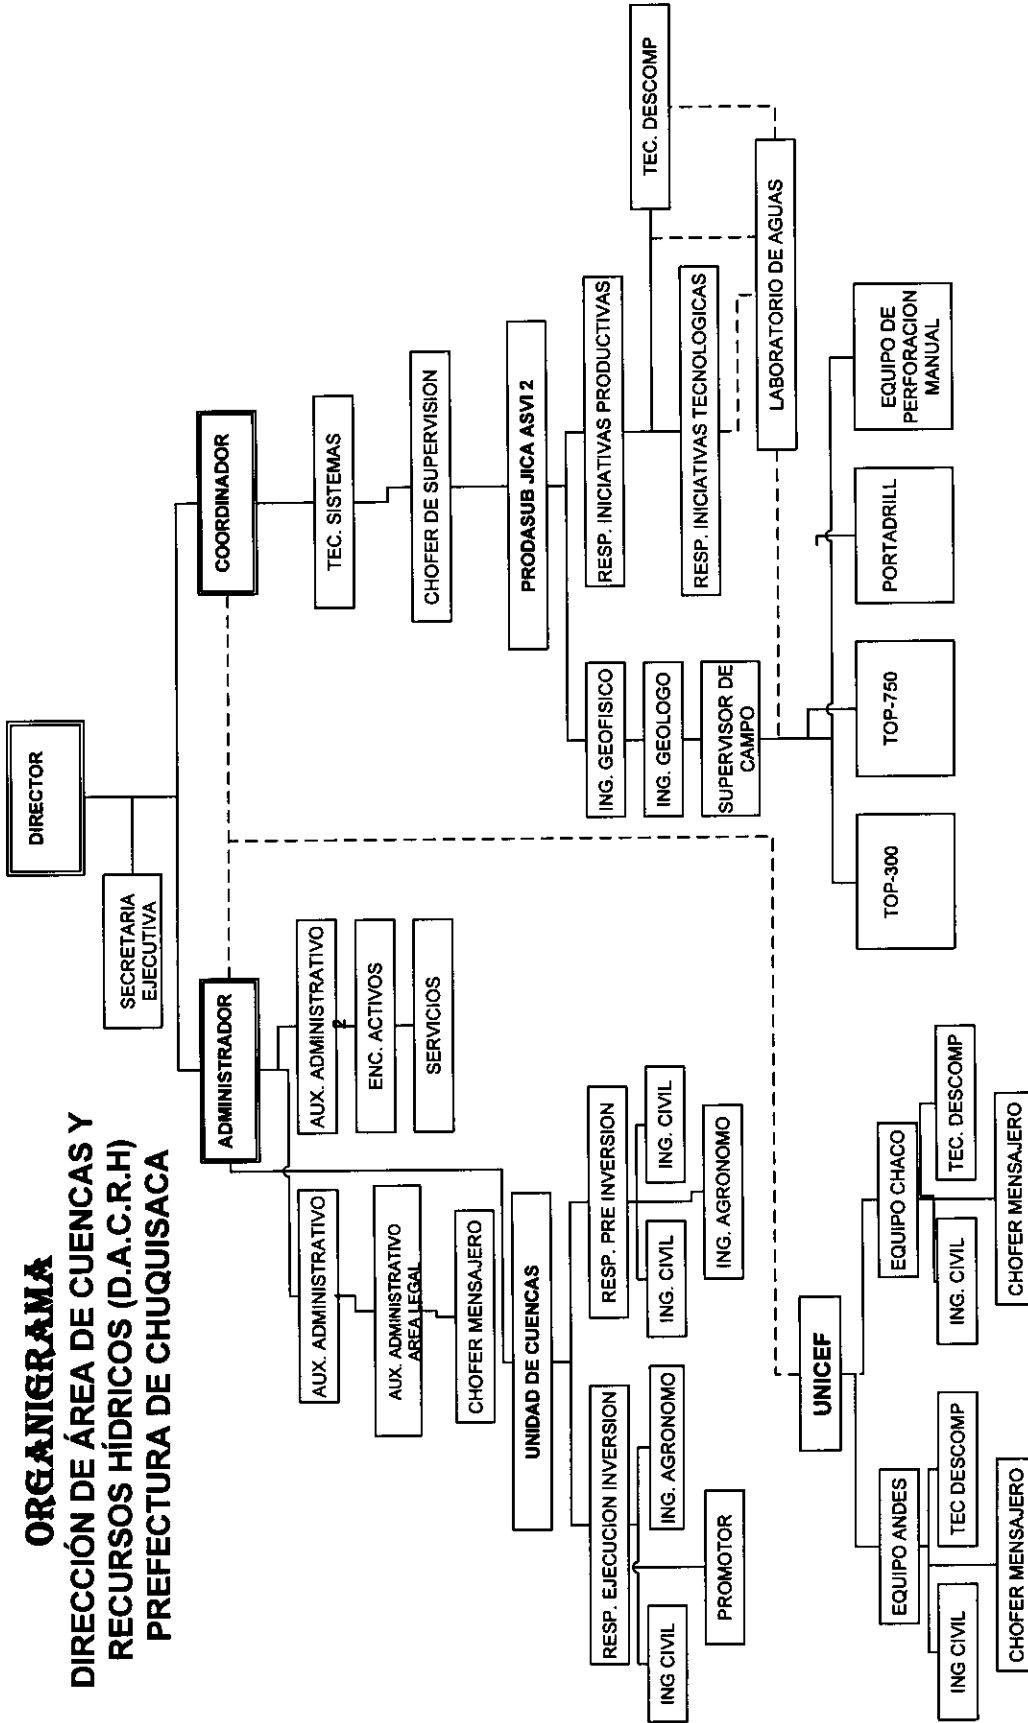 ORGANIGRAMA
DIRECCIÓN DE ÁREA DE CUENCAS Y
RECURSOS HÍDRICOS (D.A.C.R.H)
PREFECTURA DE CHUQUISACA
DIRECTOR
SECRETARIA
EJECUTIVA
ADMINISTRADOR
COORDINADOR
AUX. ADMINISTRATIVO
AUX. ADMINISTRATIVO
TEC. SISTEMAS
AUX. ADMINISTRATIVO
AREA LEGAL
ENC. ACTIVOS
CHOFER DE SUPERVISION
CHOFER MENSAJERO
SERVICIOS
UNIDAD DE CUENCAS
PRODASUB JICA ASVI 2
RESP. EJECUCION INVERSION
RESP. PRE INVERSION
ING. GEOFISICO
RESP. INICIATIVAS PRODUCTIVAS
TEC. DESCOMP
ING CIVIL
ING. AGRONOMO
ING. CIVIL
ING. CIVIL
ING. GEOLOGO
PROMOTOR
ING. AGRONOMO
SUPERVISOR DE
CAMPO
RESP. INICIATIVAS TECNOLOGICAS
LABORATORIO DE AGUAS
UNICEF
TOP-300
TOP-750
PORTADRILL
EQUIPO DE
PERFORACION
MANUAL
EQUIPO ANDES
EQUIPO CHACO
ING CIVIL
TEC DESCOMP
ING. CIVIL
TEC. DESCOMP
CHOFER MENSAJERO
CHOFER MENSAJERO